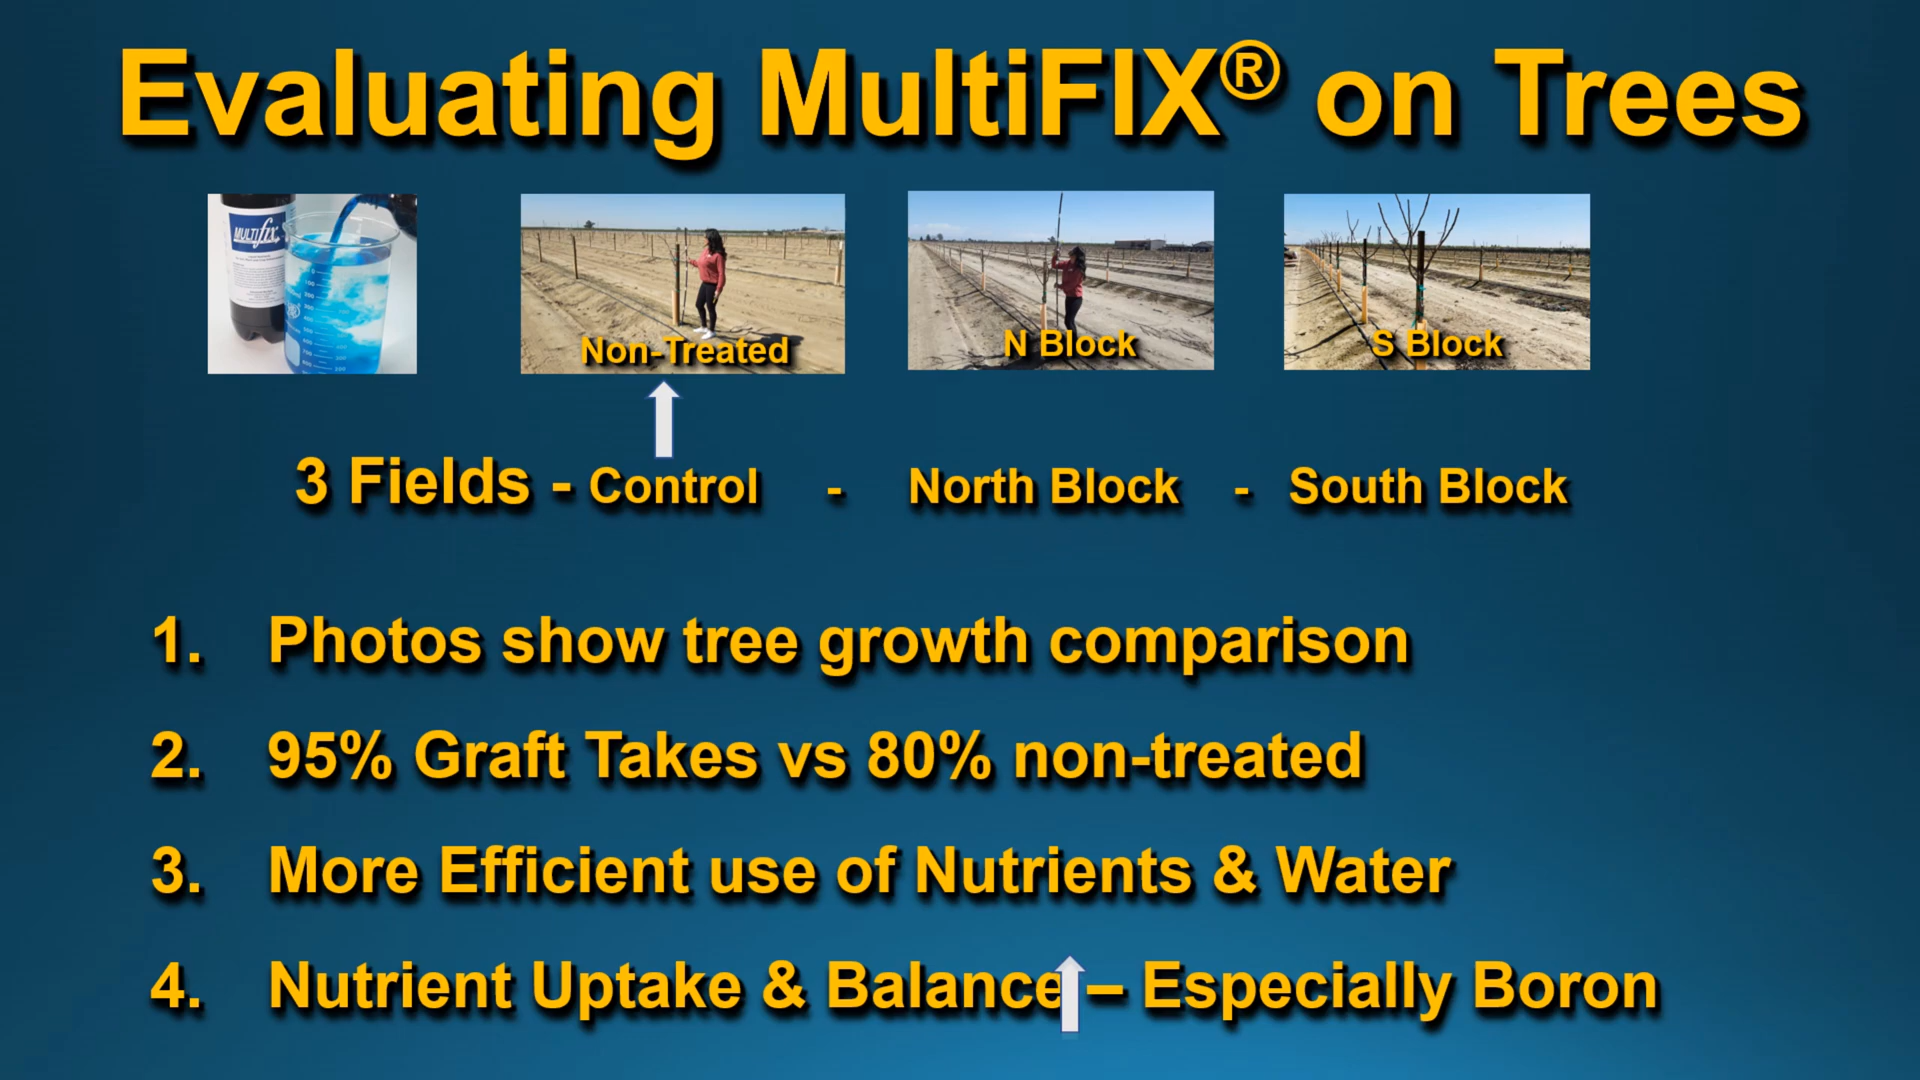 Evaluating MultiFIX® on Trees
MULTIfix
Non-Treated
N Block
S Block
3 Fields - Control - North Block - South Block
1. Photos show tree growth comparison
2. 95% Graft Takes vs 80% non-treated
3. More Efficient use of Nutrients & Water
4. Nutrient Uptake & Balance – Especially Boron